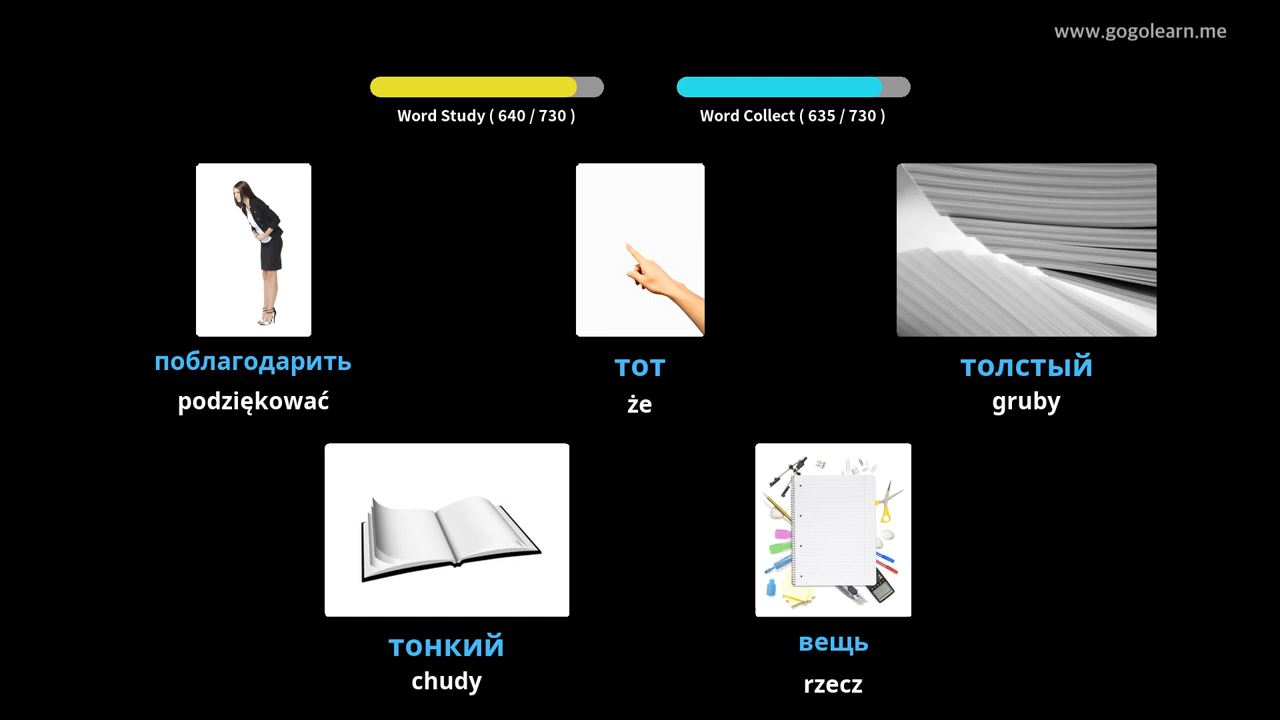 www.gogolearn.me
Word Study ( 640 / 730 )
Word Collect ( 635 / 730 )
поблагодарить
podziękować
тот
że
толстый
gruby
тонкий
chudy
вещь
rzecz